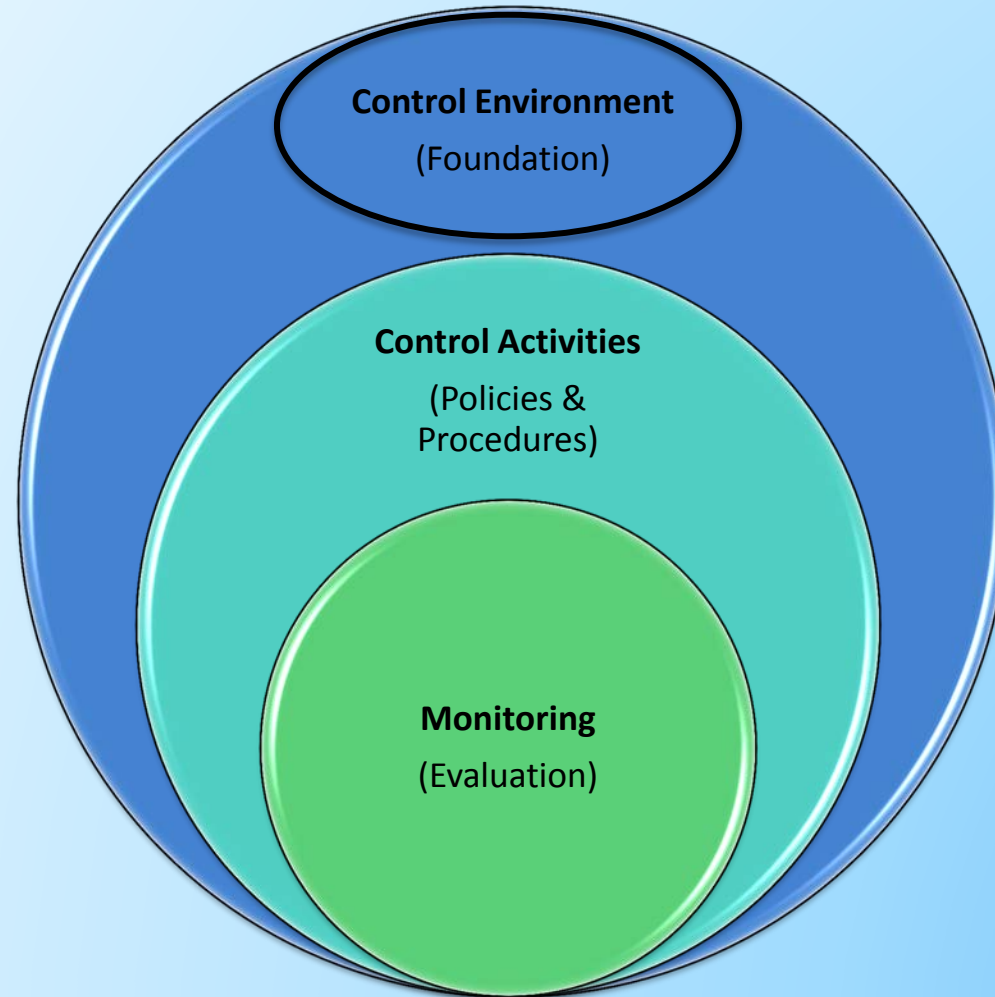 Control Environment
(Foundation)
Control Activities
(Policies &
Procedures)
Monitoring
(Evaluation)